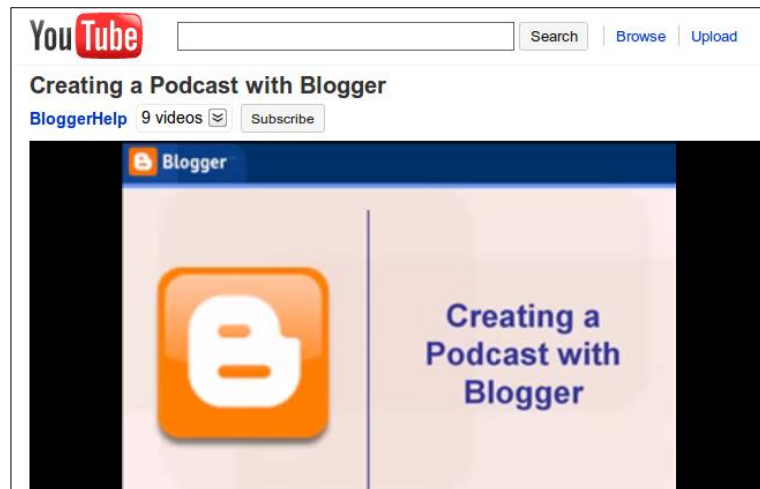 YouTube Search Browse Upload
Creating a Podcast with Blogger
BloggerHelp 9 videos Subscribe
Blogger
Creating a
Podcast with
Blogger